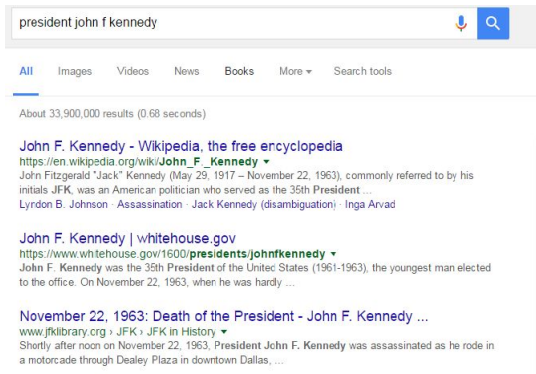 president john f kennedy
All Images Videos News Books More ▾ Search tools
About 33,900,000 results (0.68 seconds)
John F. Kennedy - Wikipedia, the free encyclopedia
https://en.wikipedia.org/wiki/John_F._Kennedy ▾
John Fitzgerald "Jack" Kennedy (May 29, 1917 – November 22, 1963), commonly referred to by his
initials JFK, was an American politician who served as the 35th President ...
Lyndon B. Johnson · Assassination · Jack Kennedy (disambiguation) · Inga Arvad
John F. Kennedy | whitehouse.gov
https://www.whitehouse.gov/1600/presidents/johnfkennedy ▾
John F. Kennedy was the 35th President of the United States (1961-1963), the youngest man elected
to the office. On November 22, 1963, when he was hardly ...
November 22, 1963: Death of the President - John F. Kennedy ...
www.jfklibrary.org › JFK › JFK in History ▾
Shortly after noon on November 22, 1963, President John F. Kennedy was assassinated as he rode in
a motorcade through Dealey Plaza in downtown Dallas, ...